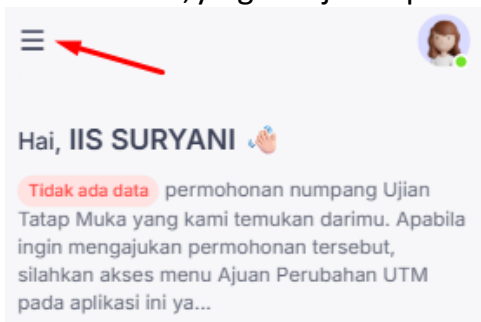 Hai, IIS SURYANI 👋
Tidak ada data permohonan numpang Ujian
Tatap Muka yang kami temukan darimu. Apabila
ingin mengajukan permohonan tersebut,
silahkan akses menu Ajuan Perubahan UTM
pada aplikasi ini ya...